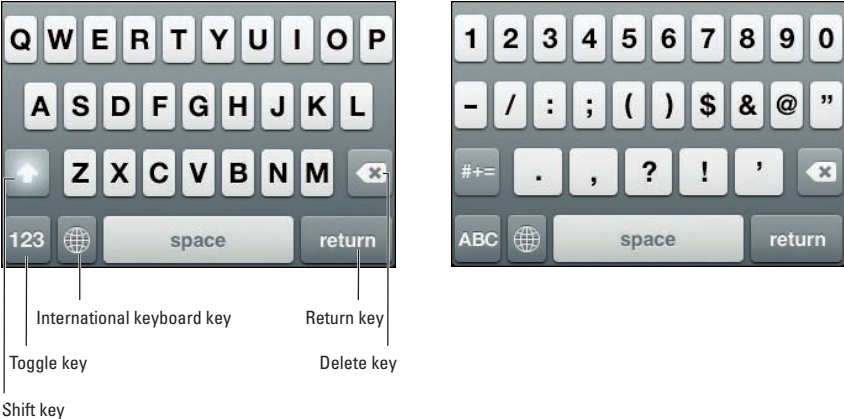 Q W E R T Y U I O P
A S D F G H J K L
Z X C V B N M
123 space return
1 2 3 4 5 6 7 8 9 0
- / : ; ( ) $ & @ "
#+= . , ? ! '
ABC space return
International keyboard key
Return key
Toggle key
Delete key
Shift key